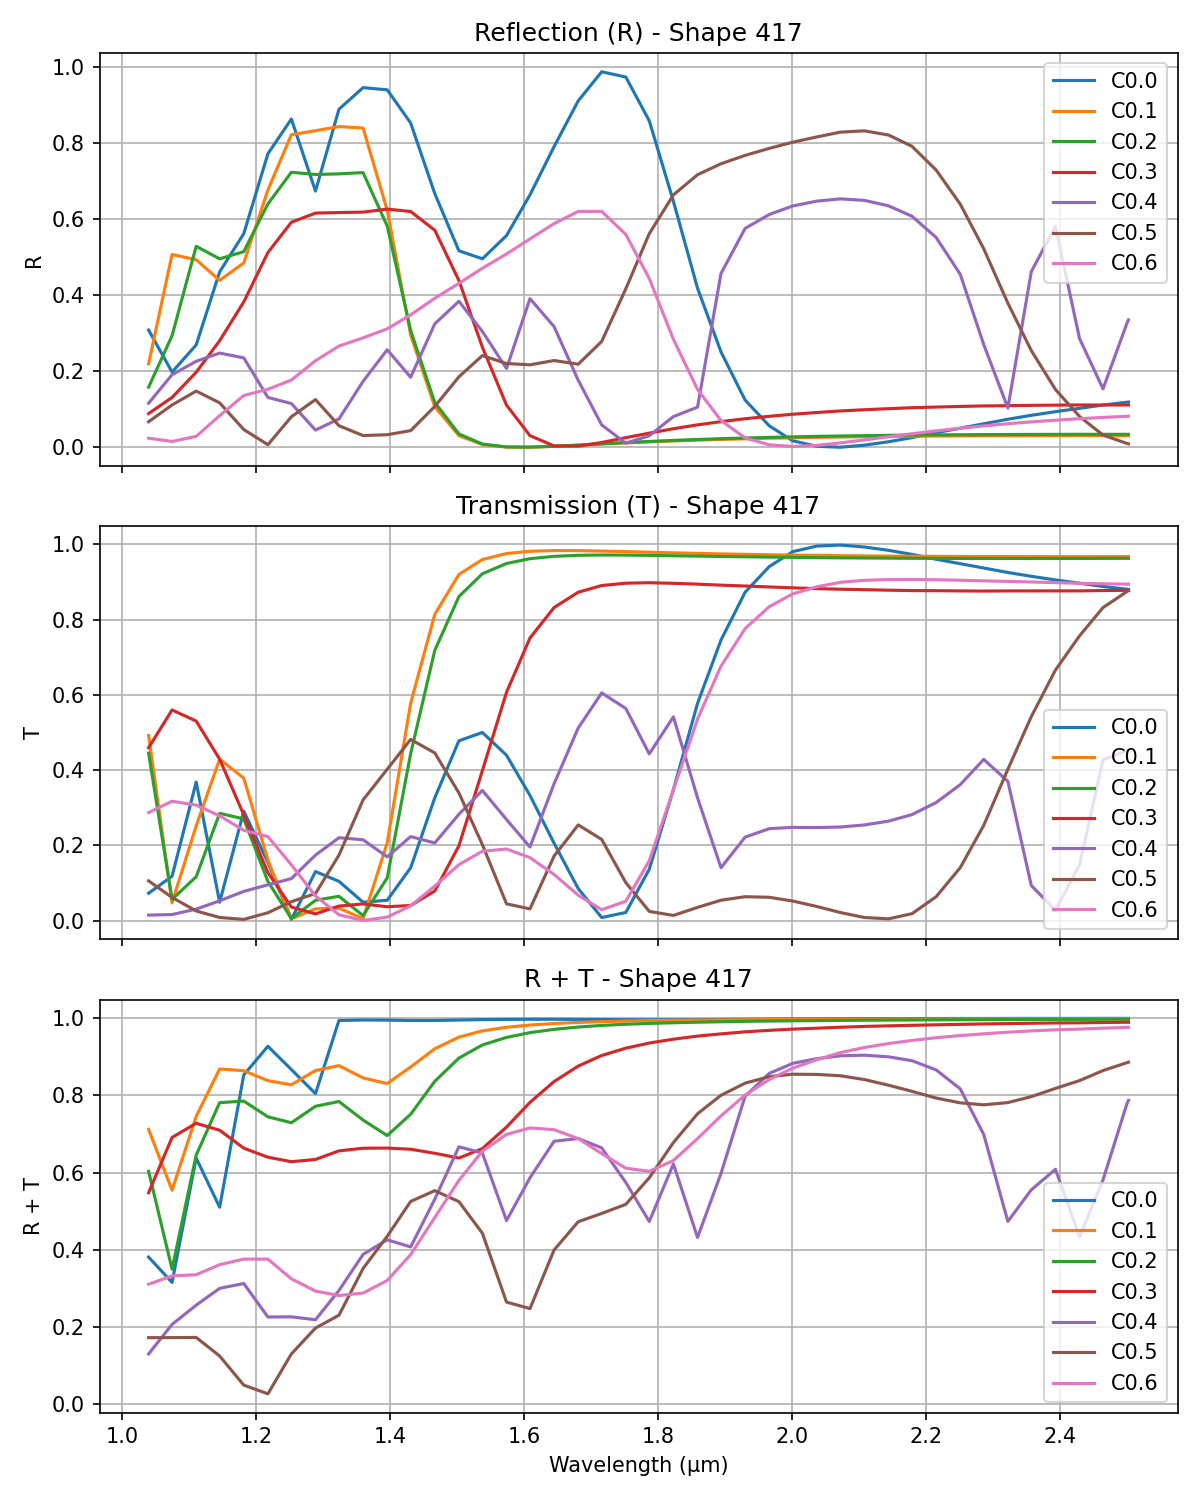 Reflection (R) - Shape 417
1.0
0.8
0.6
0.4
0.2
0.0
R
C0.0
C0.1
C0.2
C0.3
C0.4
C0.5
C0.6
Transmission (T) - Shape 417
1.0
0.8
0.6
0.4
0.2
0.0
T
C0.0
C0.1
C0.2
C0.3
C0.4
C0.5
C0.6
R + T - Shape 417
1.0
0.8
0.6
0.4
0.2
0.0
R + T
C0.0
C0.1
C0.2
C0.3
C0.4
C0.5
C0.6
1.0 1.2 1.4 1.6 1.8 2.0 2.2 2.4
Wavelength (μm)